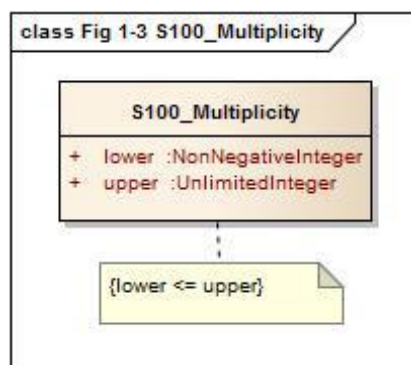 class Fig 1-3 S100_Multiplicity
S100_Multiplicity
+ lower :NonNegativeInteger
+ upper :UnlimitedInteger
{lower <= upper}